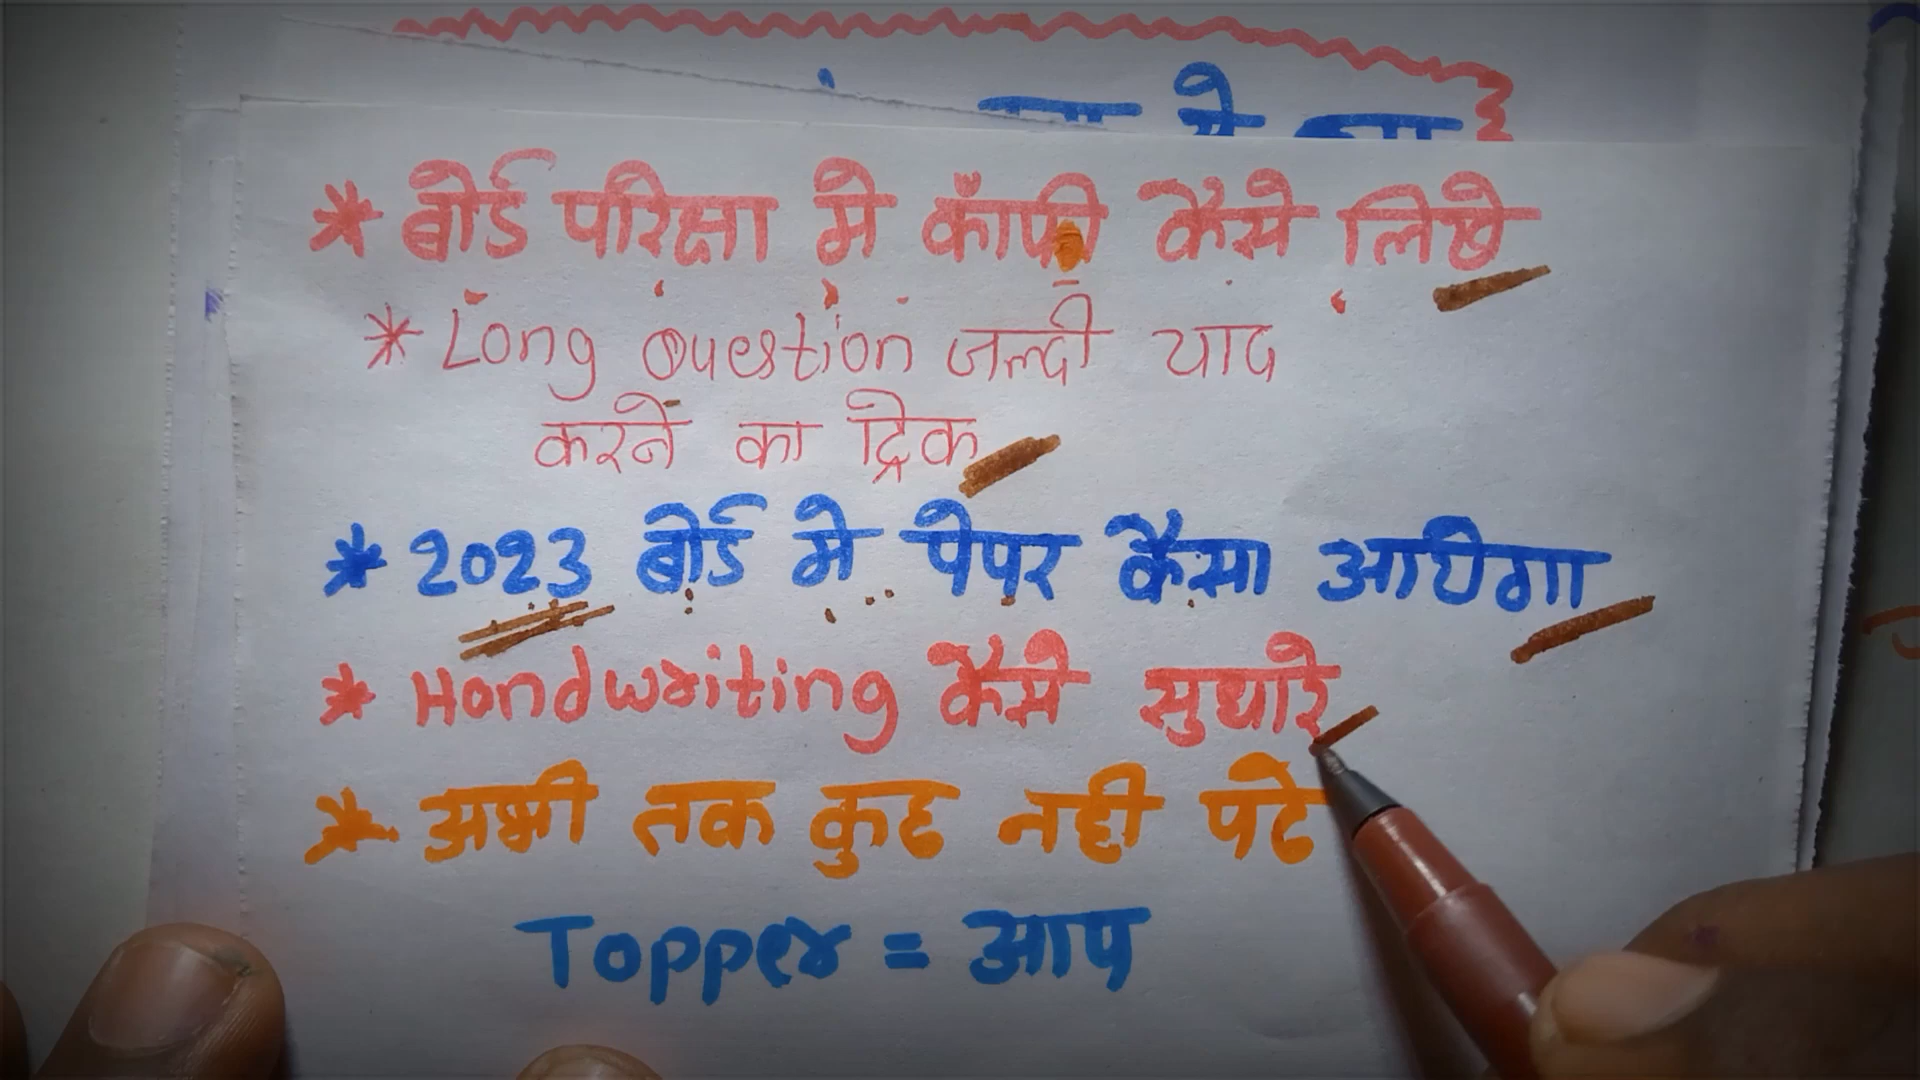 * बोर्ड परिक्षा मे कॉपी कैसे लिखे
* Long Question जल्दी याद
करने का ट्रिक
* 2023 बोर्ड मे पेपर कैसा आयेगा
* Handwriting कैसे सुधारे
* अभी तक कुछ नही पढे
Topper = आप